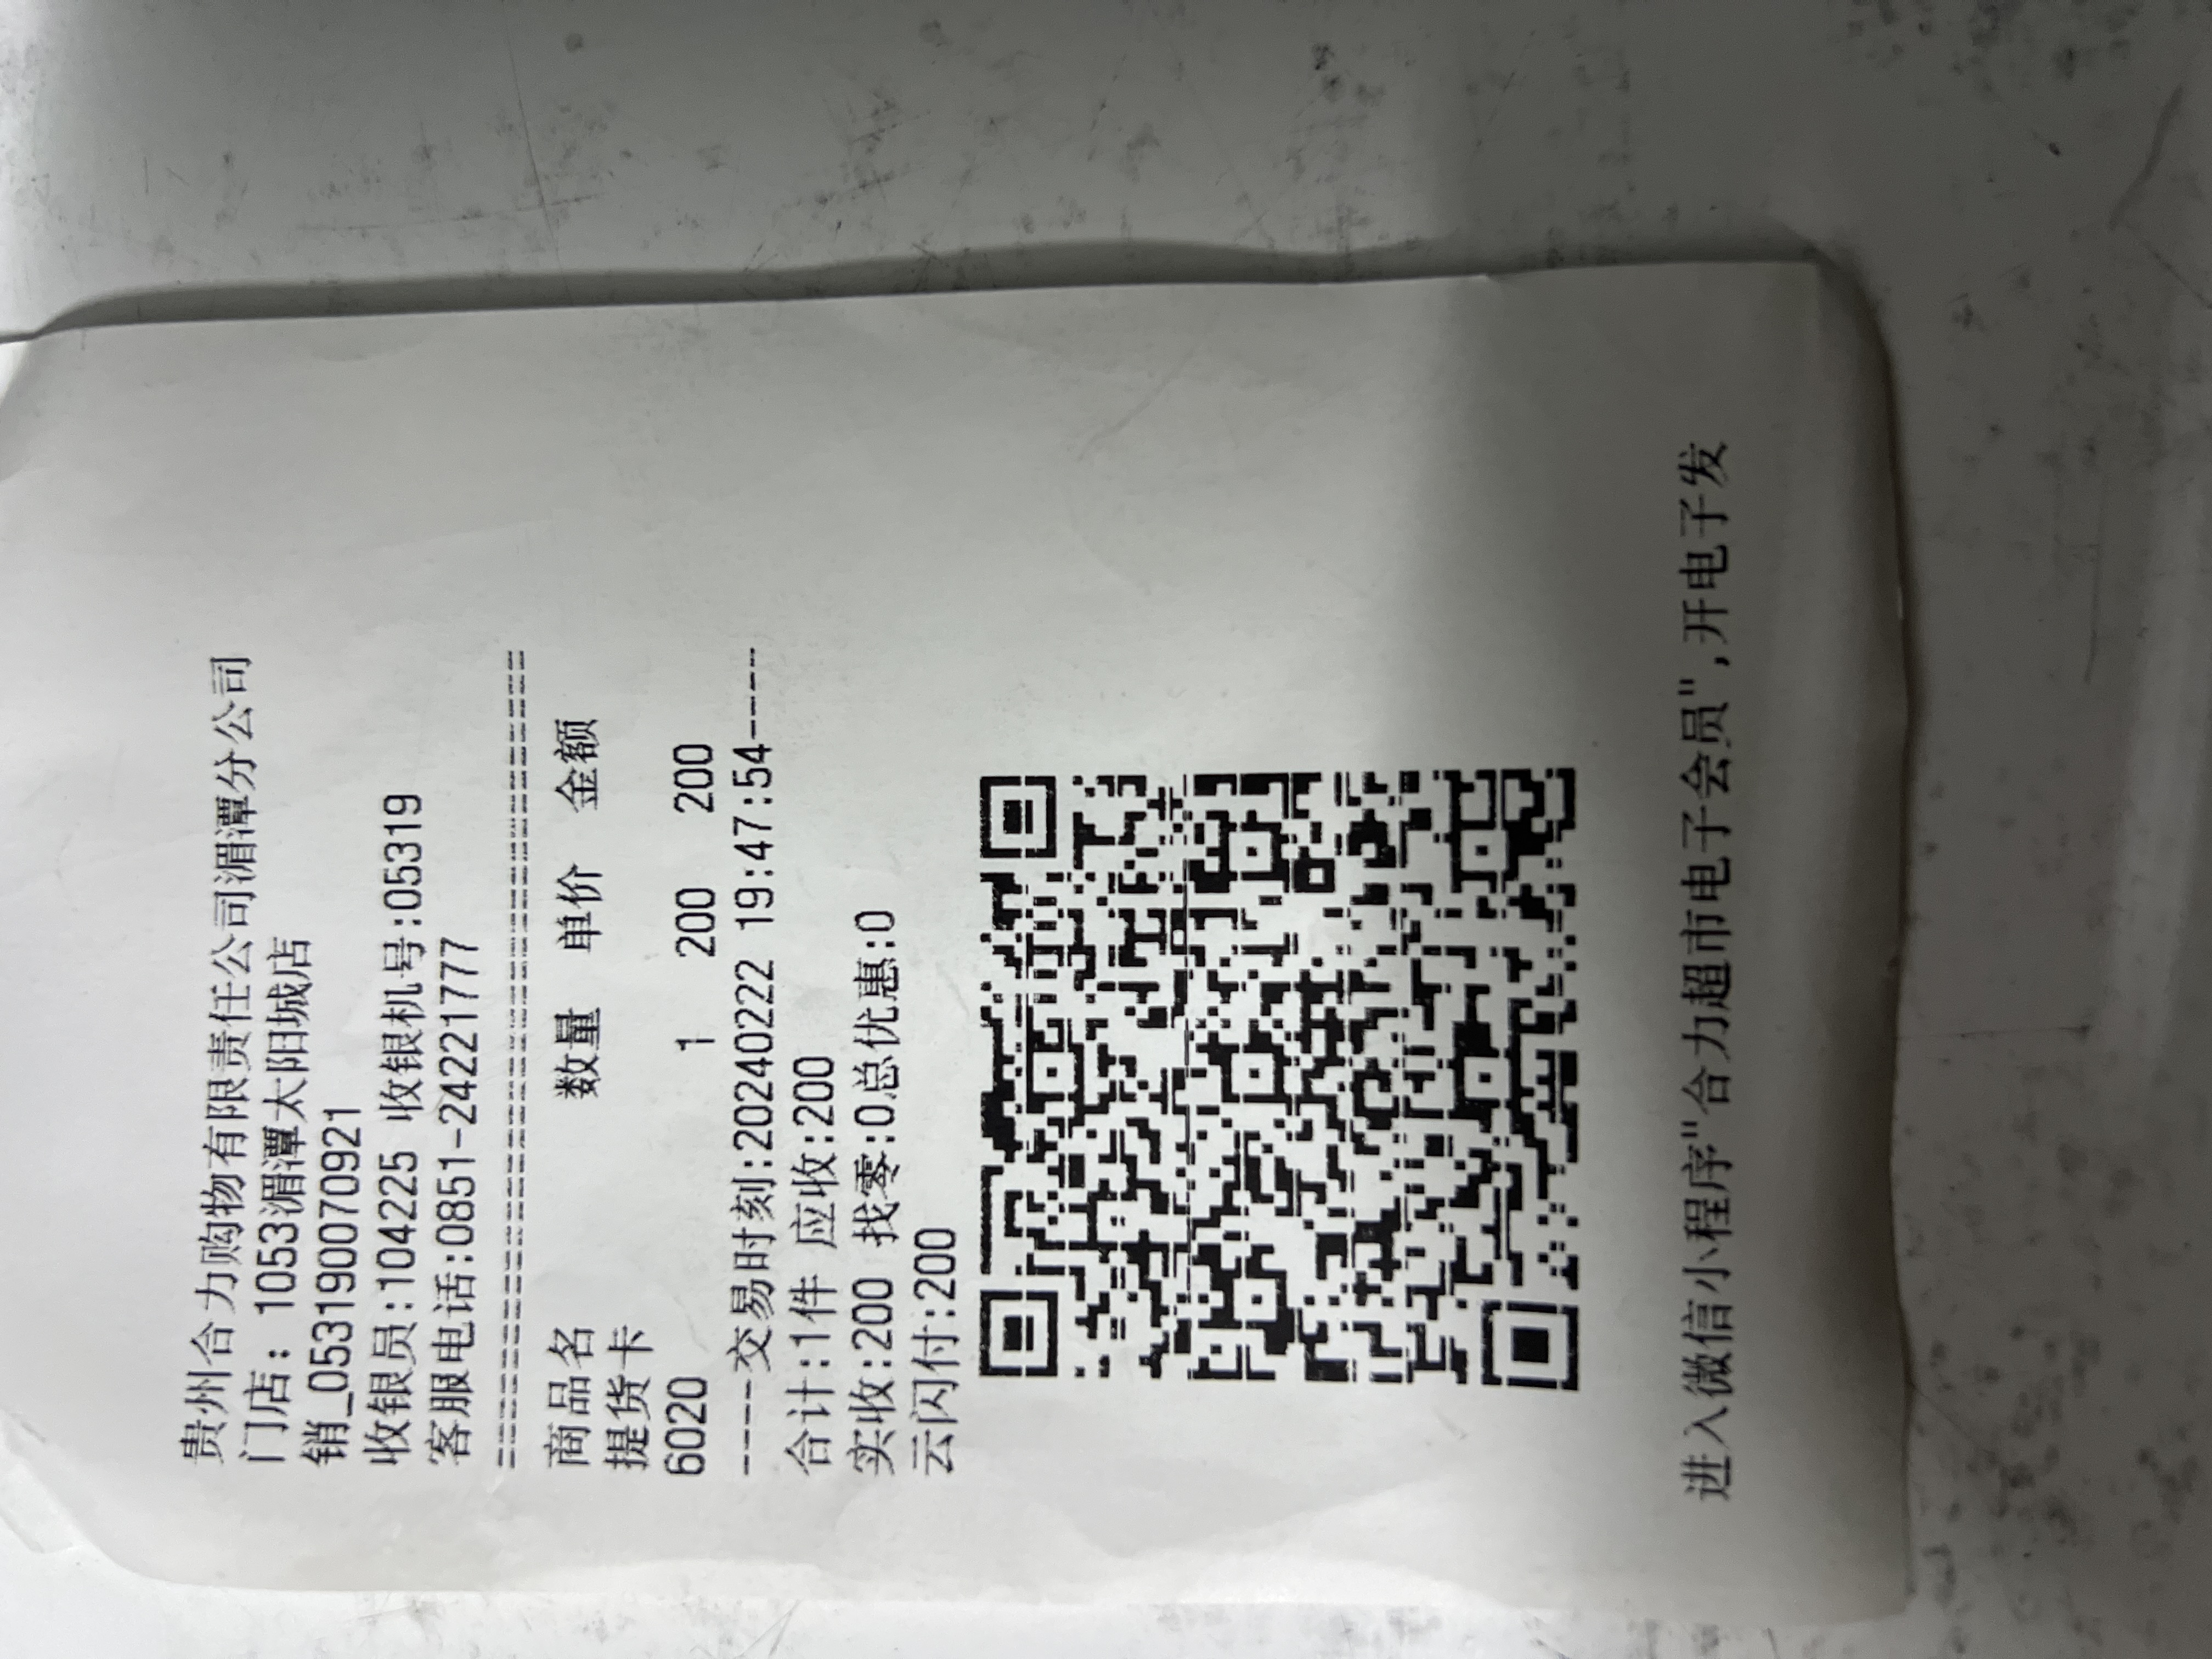 贵州合力购物有限责任公司湄潭分公司
门店: 1053湄潭太阳城店
销_053190070921
收银员:104225 收银机号:05319
客服电话:0851-24221777
================================
商品名 数量 单价 金额
提货卡
6020 1 200 200
----交易时刻:20240222 19:47:54----
合计:1件 应收:200
实收:200 找零:0总优惠:0
云闪付:200
进入微信小程序"合力超市电子会员",开电子发